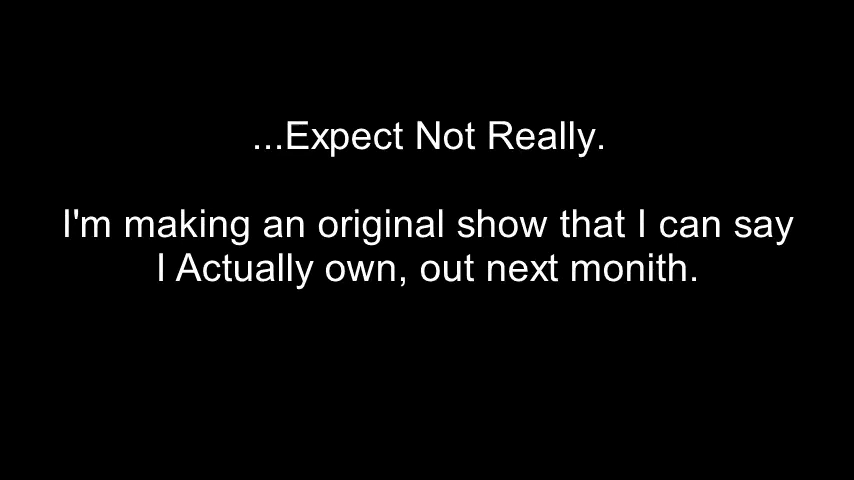 ...Expect Not Really.
I'm making an original show that I can say
I Actually own, out next monith.